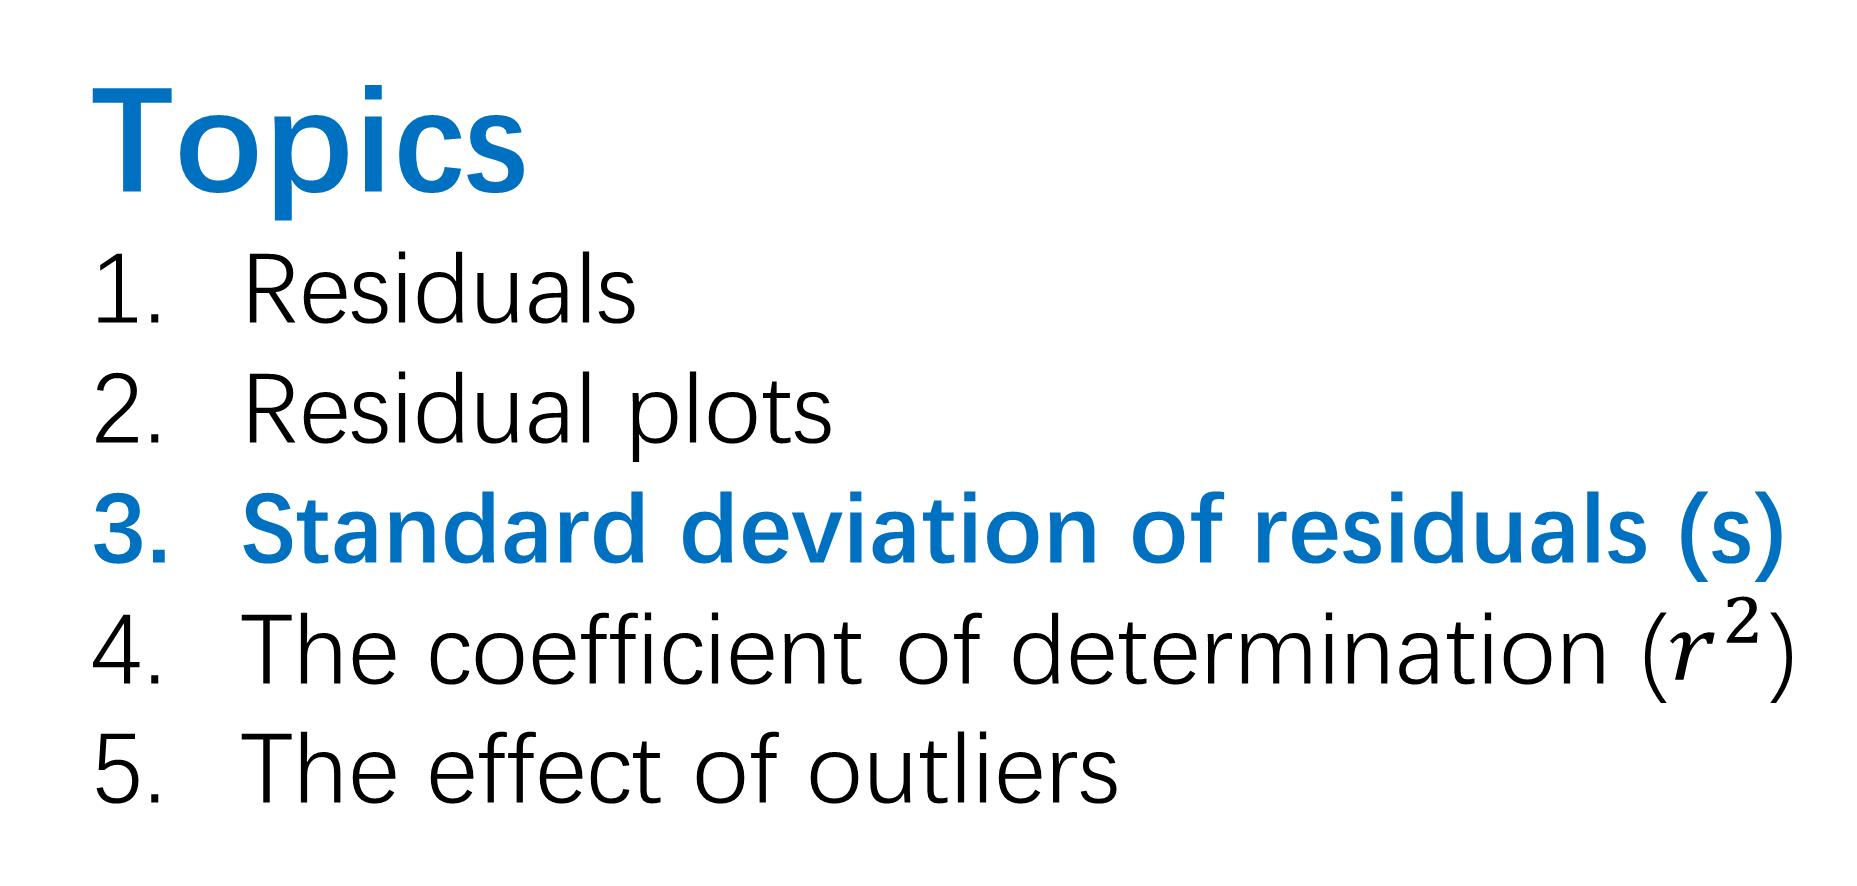 Topics
1. Residuals
2. Residual plots
3. Standard deviation of residuals (s)
4. The coefficient of determination (r²)
5. The effect of outliers